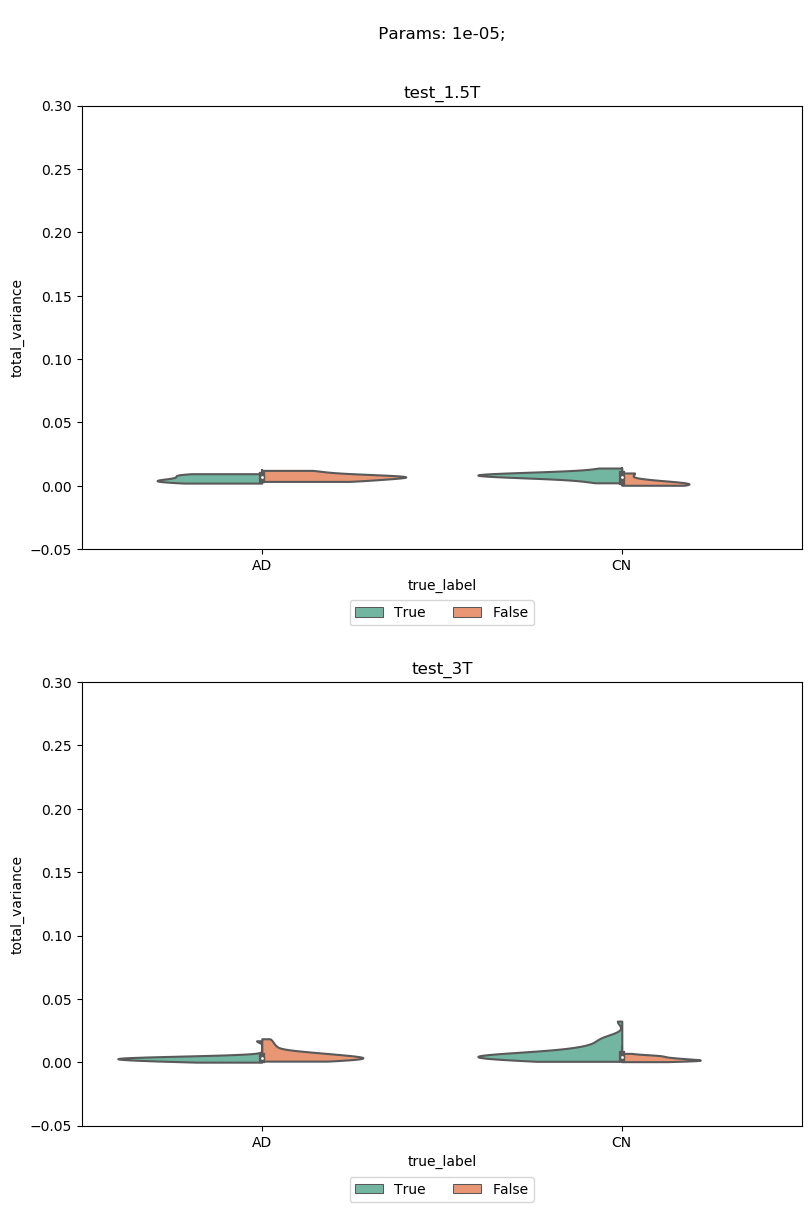 Params: 1e-05;
test_1.5T
0.30
0.25
0.20
0.15
0.10
0.05
0.00
−0.05
total_variance
AD
CN
true_label
True
False
test_3T
0.30
0.25
0.20
0.15
0.10
0.05
0.00
−0.05
total_variance
AD
CN
true_label
True
False